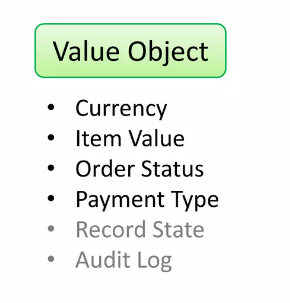 Value Object
• Currency
• Item Value
• Order Status
• Payment Type
• Record State
• Audit Log